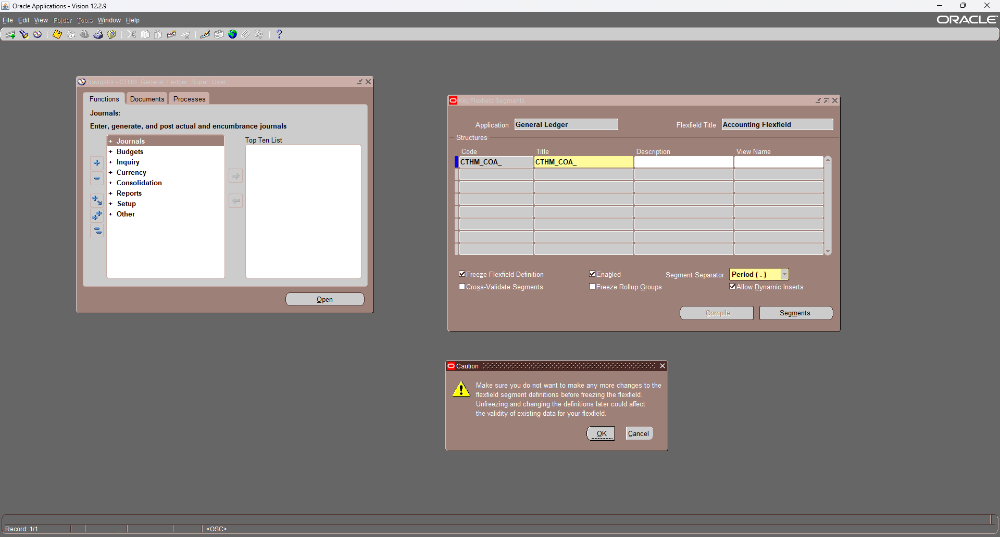 Oracle Applications - Vision 12.2.9
File Edit View Folder Tools Window Help
ORACLE
Navigator - CTHM_General_Ledger_Super_User
Functions Documents Processes
Journals:
Enter, generate, and post actual and encumbrance journals
+ Journals
+ Budgets
+ Inquiry
+ Currency
+ Consolidation
+ Reports
+ Setup
+ Other
Top Ten List
Open
Key Flexfield Segments
Application General Ledger Flexfield Title Accounting Flexfield
Structures
Code Title Description View Name
CTHM_COA_ CTHM_COA_
Freeze Flexfield Definition Enabled Segment Separator Period ( . )
Cross-Validate Segments Freeze Rollup Groups Allow Dynamic Inserts
Compile Segments
Caution
Make sure you do not want to make any more changes to the
flexfield segment definitions before freezing the flexfield.
Unfreezing and changing the definitions later could affect
the validity of existing data for your flexfield.
OK Cancel
Record: 1/1 ... <OSC>